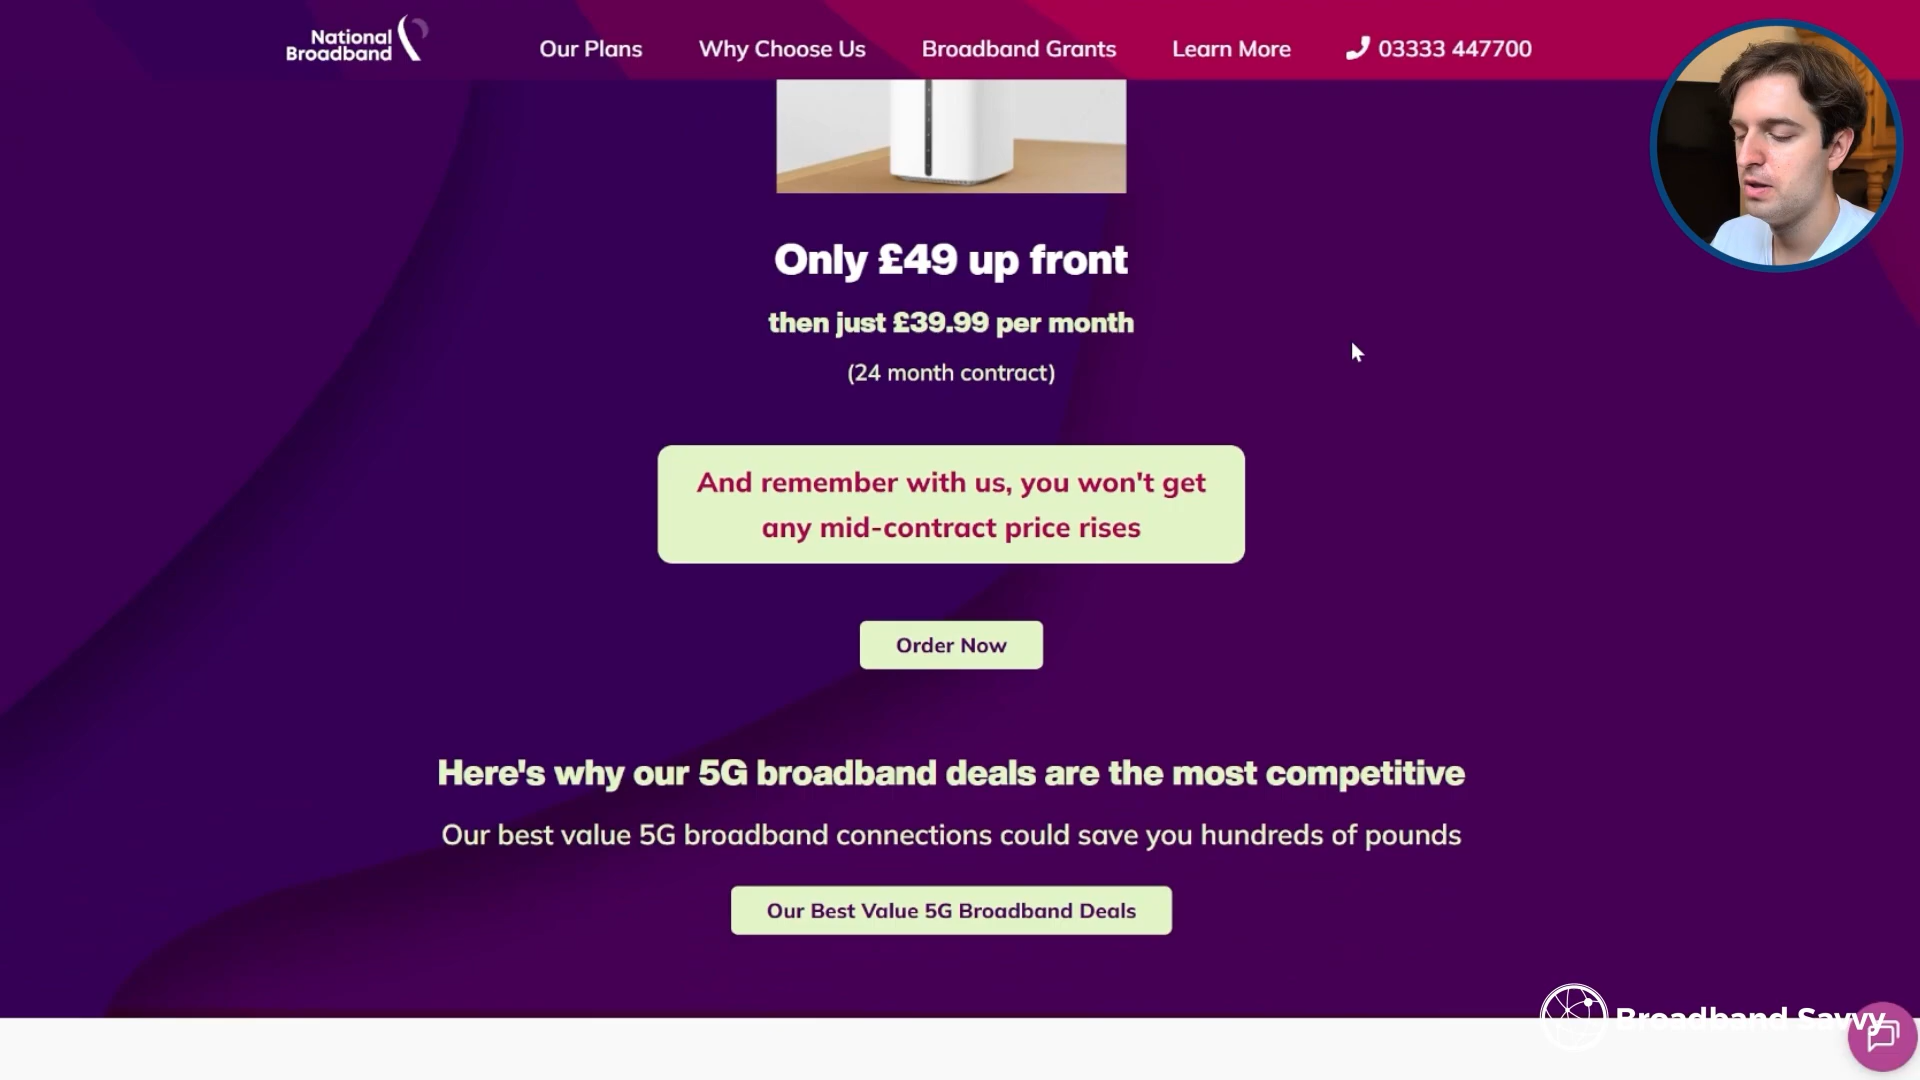 National
Broadband
Our Plans
Why Choose Us
Broadband Grants
Learn More
03333 447700
Only £49 up front
then just £39.99 per month
(24 month contract)
And remember with us, you won't get
any mid-contract price rises
Order Now
Here's why our 5G broadband deals are the most competitive
Our best value 5G broadband connections could save you hundreds of pounds
Our Best Value 5G Broadband Deals
Broadband Savvy